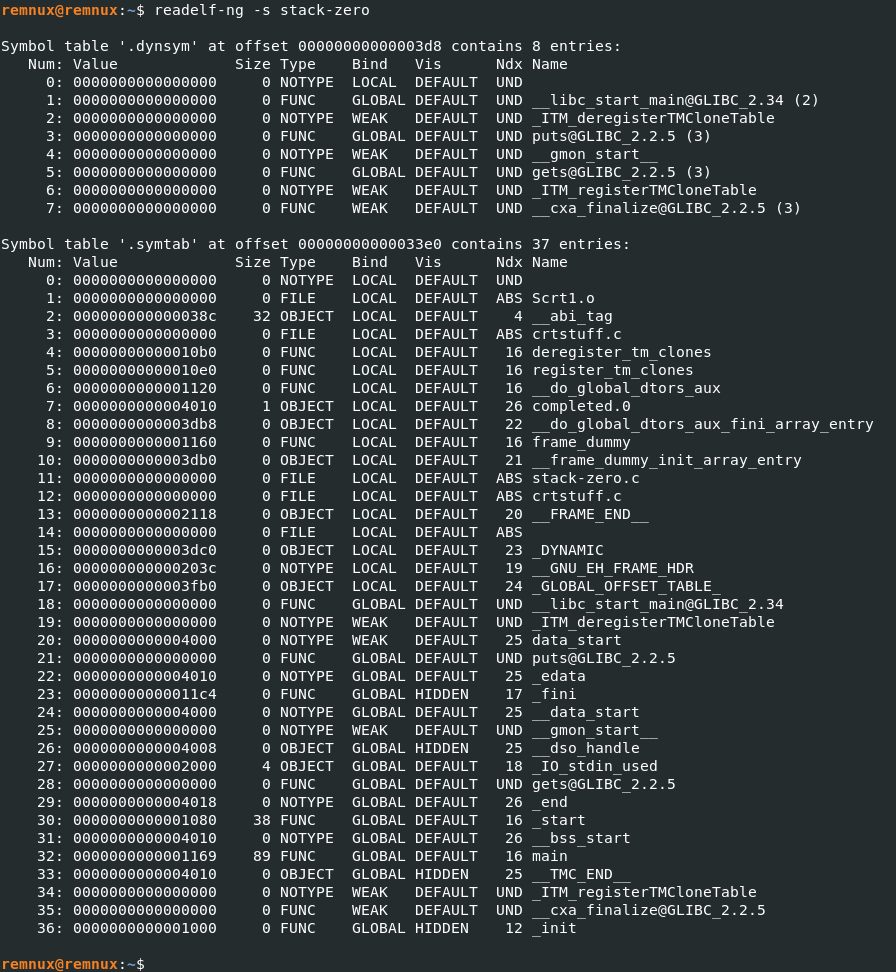 remnux@remnux:~$ readelf-ng -s stack-zero

Symbol table '.dynsym' at offset 00000000000003d8 contains 8 entries:
   Num: Value             Size Type    Bind   Vis      Ndx Name
     0: 0000000000000000     0 NOTYPE  LOCAL  DEFAULT  UND
     1: 0000000000000000     0 FUNC    GLOBAL DEFAULT  UND __libc_start_main@GLIBC_2.34 (2)
     2: 0000000000000000     0 NOTYPE  WEAK   DEFAULT  UND _ITM_deregisterTMCloneTable
     3: 0000000000000000     0 FUNC    GLOBAL DEFAULT  UND puts@GLIBC_2.2.5 (3)
     4: 0000000000000000     0 NOTYPE  WEAK   DEFAULT  UND __gmon_start__
     5: 0000000000000000     0 FUNC    GLOBAL DEFAULT  UND gets@GLIBC_2.2.5 (3)
     6: 0000000000000000     0 NOTYPE  WEAK   DEFAULT  UND _ITM_registerTMCloneTable
     7: 0000000000000000     0 FUNC    WEAK   DEFAULT  UND __cxa_finalize@GLIBC_2.2.5 (3)

Symbol table '.symtab' at offset 00000000000033e0 contains 37 entries:
   Num: Value             Size Type    Bind   Vis      Ndx Name
     0: 0000000000000000     0 NOTYPE  LOCAL  DEFAULT  UND
     1: 0000000000000000     0 FILE    LOCAL  DEFAULT  ABS Scrt1.o
     2: 000000000000038c    32 OBJECT  LOCAL  DEFAULT    4 __abi_tag
     3: 0000000000000000     0 FILE    LOCAL  DEFAULT  ABS crtstuff.c
     4: 00000000000010b0     0 FUNC    LOCAL  DEFAULT   16 deregister_tm_clones
     5: 00000000000010e0     0 FUNC    LOCAL  DEFAULT   16 register_tm_clones
     6: 0000000000001120     0 FUNC    LOCAL  DEFAULT   16 __do_global_dtors_aux
     7: 0000000000004010     1 OBJECT  LOCAL  DEFAULT   26 completed.0
     8: 0000000000003db8     0 OBJECT  LOCAL  DEFAULT   22 __do_global_dtors_aux_fini_array_entry
     9: 0000000000001160     0 FUNC    LOCAL  DEFAULT   16 frame_dummy
    10: 0000000000003db0     0 OBJECT  LOCAL  DEFAULT   21 __frame_dummy_init_array_entry
    11: 0000000000000000     0 FILE    LOCAL  DEFAULT  ABS stack-zero.c
    12: 0000000000000000     0 FILE    LOCAL  DEFAULT  ABS crtstuff.c
    13: 0000000000002118     0 OBJECT  LOCAL  DEFAULT   20 __FRAME_END__
    14: 0000000000000000     0 FILE    LOCAL  DEFAULT  ABS
    15: 0000000000003dc0     0 OBJECT  LOCAL  DEFAULT   23 _DYNAMIC
    16: 000000000000203c     0 NOTYPE  LOCAL  DEFAULT   19 __GNU_EH_FRAME_HDR
    17: 0000000000003fb0     0 OBJECT  LOCAL  DEFAULT   24 _GLOBAL_OFFSET_TABLE_
    18: 0000000000000000     0 FUNC    GLOBAL DEFAULT  UND __libc_start_main@GLIBC_2.34
    19: 0000000000000000     0 NOTYPE  WEAK   DEFAULT  UND _ITM_deregisterTMCloneTable
    20: 0000000000004000     0 NOTYPE  WEAK   DEFAULT   25 data_start
    21: 0000000000000000     0 FUNC    GLOBAL DEFAULT  UND puts@GLIBC_2.2.5
    22: 0000000000004010     0 NOTYPE  GLOBAL DEFAULT   25 _edata
    23: 00000000000011c4     0 FUNC    GLOBAL HIDDEN    17 _fini
    24: 0000000000004000     0 NOTYPE  GLOBAL DEFAULT   25 __data_start
    25: 0000000000000000     0 NOTYPE  WEAK   DEFAULT  UND __gmon_start__
    26: 0000000000004008     0 OBJECT  GLOBAL HIDDEN    25 __dso_handle
    27: 0000000000002000     4 OBJECT  GLOBAL DEFAULT   18 _IO_stdin_used
    28: 0000000000000000     0 FUNC    GLOBAL DEFAULT  UND gets@GLIBC_2.2.5
    29: 0000000000004018     0 NOTYPE  GLOBAL DEFAULT   26 _end
    30: 0000000000001080    38 FUNC    GLOBAL DEFAULT   16 _start
    31: 0000000000004010     0 NOTYPE  GLOBAL DEFAULT   26 __bss_start
    32: 0000000000001169    89 FUNC    GLOBAL DEFAULT   16 main
    33: 0000000000004010     0 OBJECT  GLOBAL HIDDEN    25 __TMC_END__
    34: 0000000000000000     0 NOTYPE  WEAK   DEFAULT  UND _ITM_registerTMCloneTable
    35: 0000000000000000     0 FUNC    WEAK   DEFAULT  UND __cxa_finalize@GLIBC_2.2.5
    36: 0000000000001000     0 FUNC    GLOBAL HIDDEN    12 _init

remnux@remnux:~$